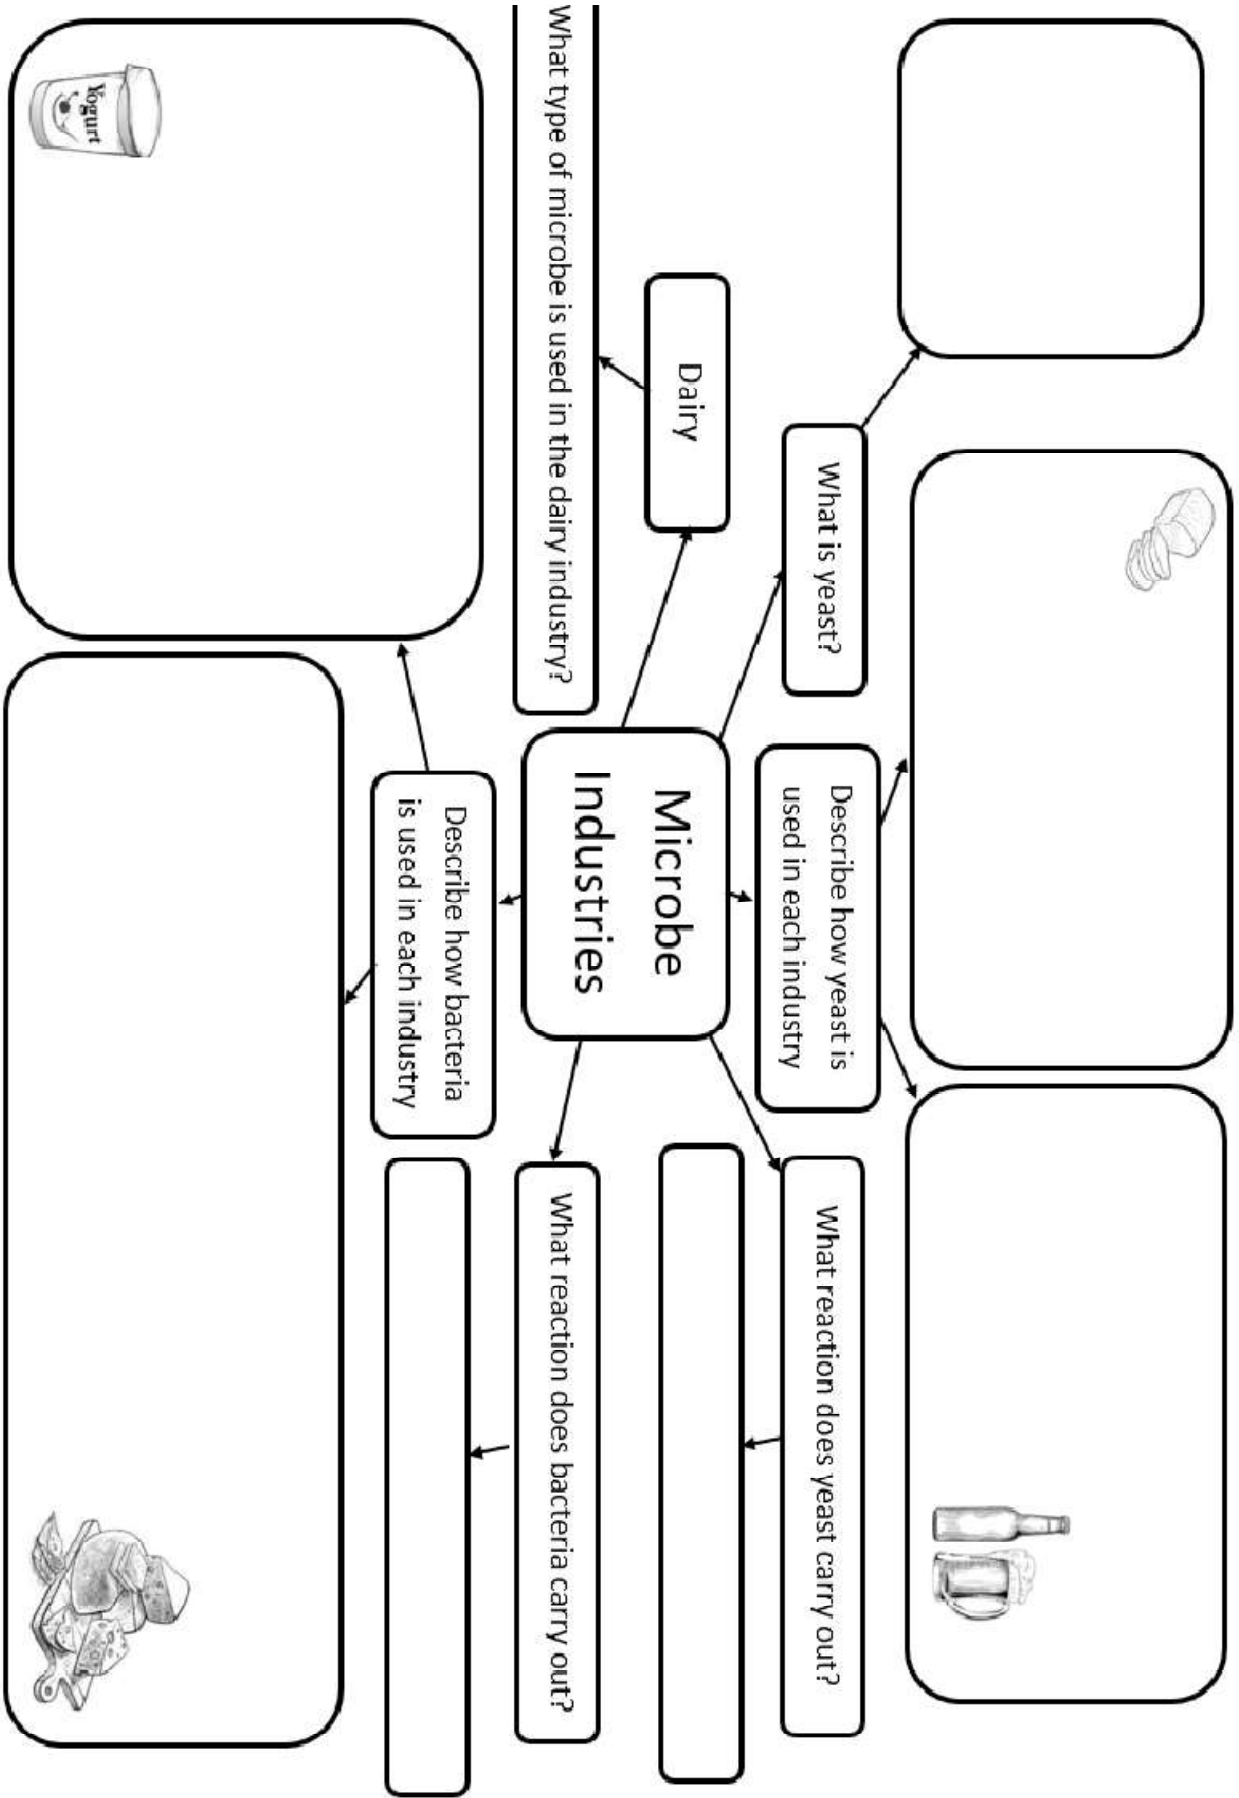 What is yeast?
Describe how yeast is
used in each industry
What reaction does yeast carry out?
Dairy
Microbe
Industries
What type of microbe is used in the dairy industry?
What reaction does bacteria carry out?
Describe how bacteria
is used in each industry
Yogurt